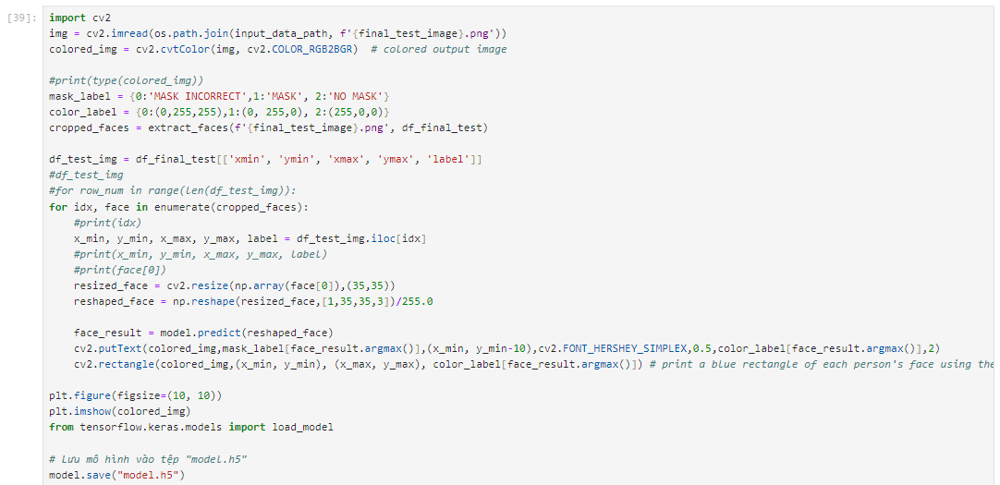 [39]:
import cv2
img = cv2.imread(os.path.join(input_data_path, f'{final_test_image}.png'))
colored_img = cv2.cvtColor(img, cv2.COLOR_RGB2BGR)  # colored output image

#print(type(colored_img))
mask_label = {0:'MASK INCORRECT',1:'MASK', 2:'NO MASK'}
color_label = {0:(0,255,255),1:(0, 255,0), 2:(255,0,0)}
cropped_faces = extract_faces(f'{final_test_image}.png', df_final_test)

df_test_img = df_final_test[['xmin', 'ymin', 'xmax', 'ymax', 'label']]
#df_test_img
#for row_num in range(len(df_test_img)):
for idx, face in enumerate(cropped_faces):
    #print(idx)
    x_min, y_min, x_max, y_max, label = df_test_img.iloc[idx]
    #print(x_min, y_min, x_max, y_max, label)
    #print(face[0])
    resized_face = cv2.resize(np.array(face[0]),(35,35))
    reshaped_face = np.reshape(resized_face,[1,35,35,3])/255.0

    face_result = model.predict(reshaped_face)
    cv2.putText(colored_img,mask_label[face_result.argmax()],(x_min, y_min-10),cv2.FONT_HERSHEY_SIMPLEX,0.5,color_label[face_result.argmax()],2)
    cv2.rectangle(colored_img,(x_min, y_min), (x_max, y_max), color_label[face_result.argmax()]) # print a blue rectangle of each person's face using the

plt.figure(figsize=(10, 10))
plt.imshow(colored_img)
from tensorflow.keras.models import load_model

# Lưu mô hình vào tệp "model.h5"
model.save("model.h5")